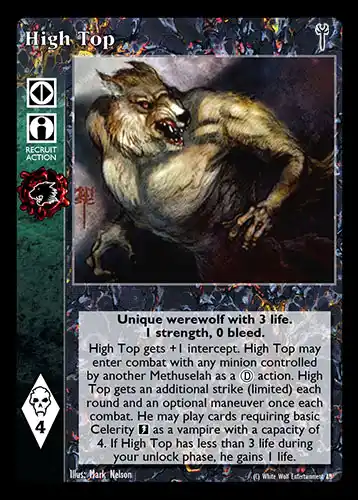 High Top
RECRUIT
ACTION
Unique werewolf with 3 life.
1 strength, 0 bleed.
High Top gets +1 intercept. High Top may
enter combat with any minion controlled
by another Methuselah as a Ⓓ action. High
Top gets an additional strike (limited) each
round and an optional maneuver once each
combat. He may play cards requiring basic
Celerity as a vampire with a capacity of
4. If High Top has less than 3 life during
your unlock phase, he gains 1 life.
4
Illus: Mark Nelson
(C) White Wolf Entertainment AB